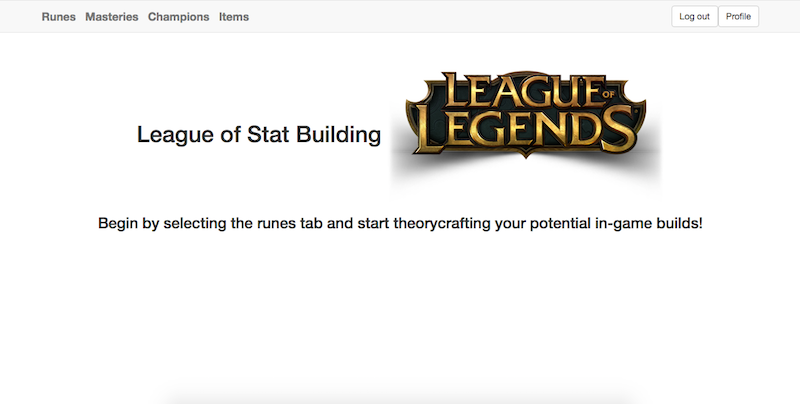 Runes Masteries Champions Items Log out Profile
League of Stat Building
LEAGUE OF
LEGENDS
Begin by selecting the runes tab and start theorycrafting your potential in-game builds!